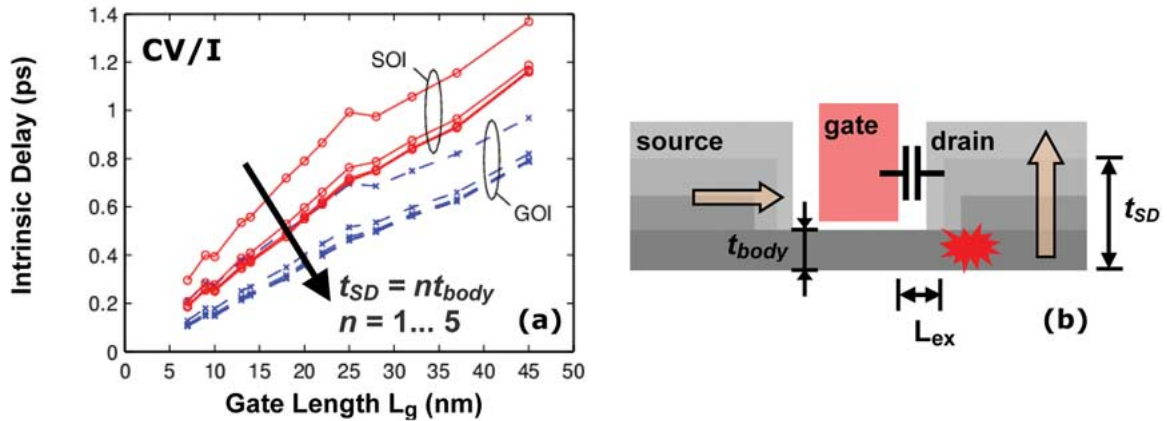 CV/I
Intrinsic Delay (ps)
1.4
1.2
1
0.8
0.6
0.4
0.2
0
SOI
GOI
t_SD = nt_body
n = 1... 5
(a)
0 5 10 15 20 25 30 35 40 45 50
Gate Length L_g (nm)
source
gate
drain
t_body
t_SD
L_ex
(b)